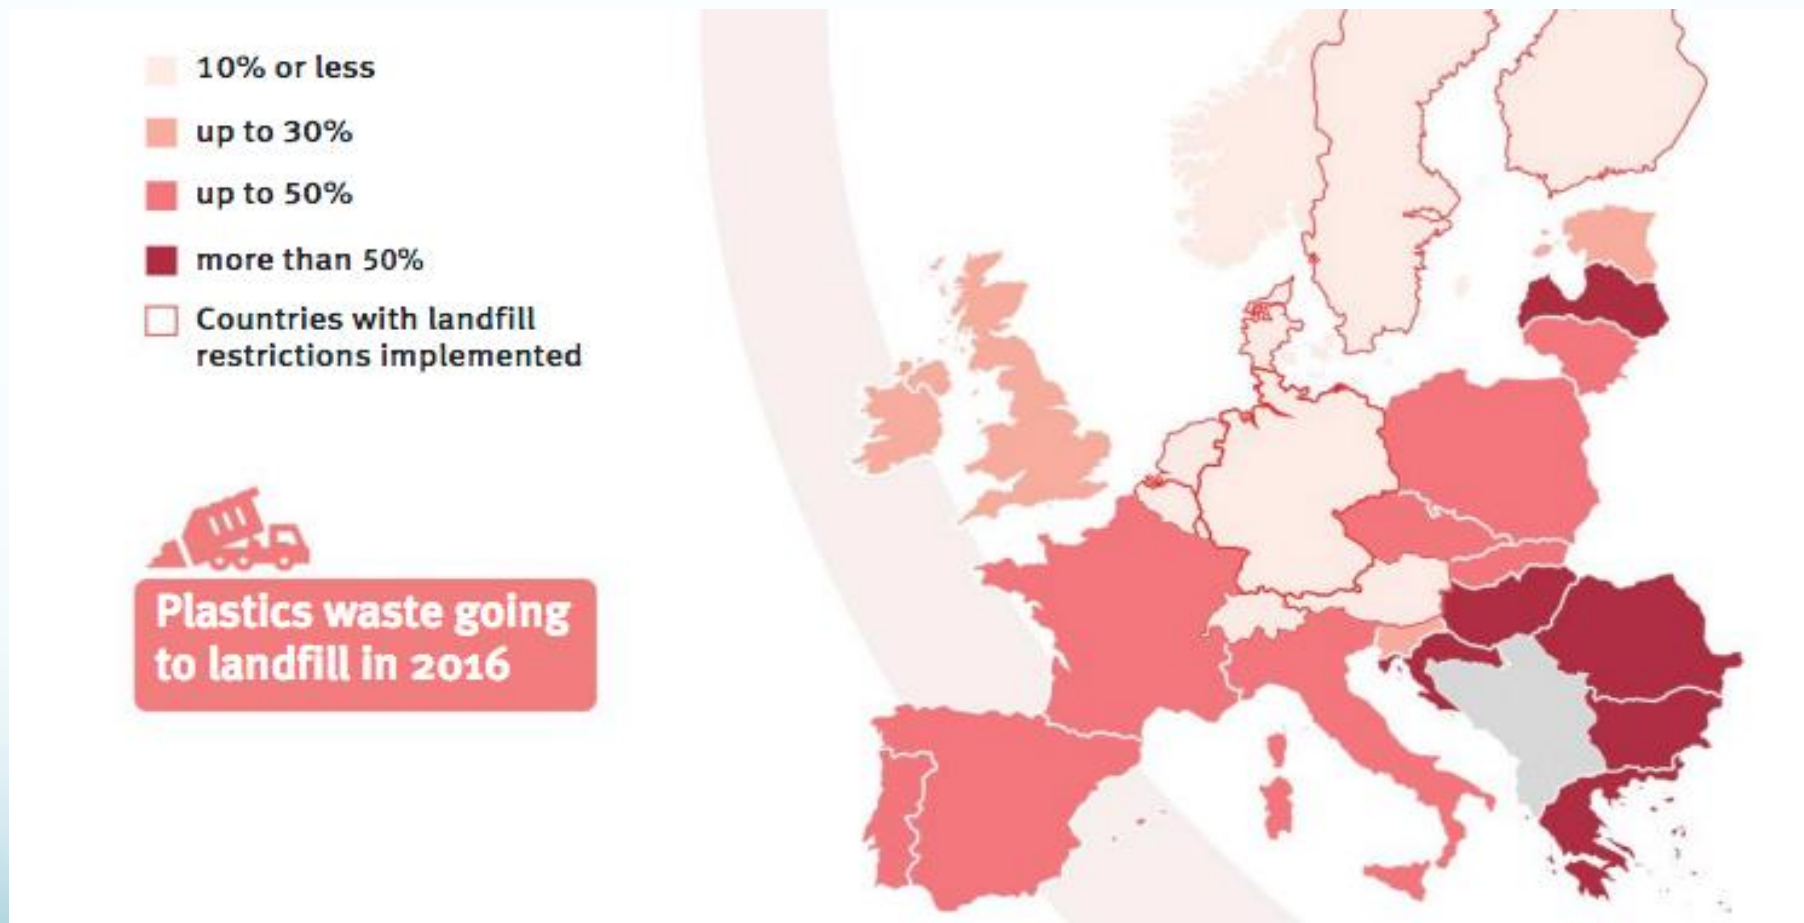 10% or less
up to 30%
up to 50%
more than 50%
Countries with landfill
restrictions implemented
Plastics waste going
to landfill in 2016